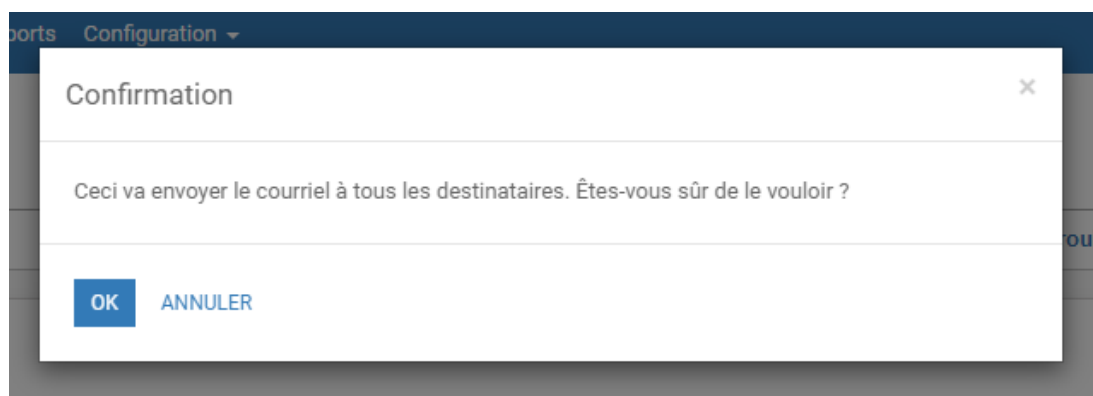 ports Configuration
Confirmation
×
Ceci va envoyer le courriel à tous les destinataires. Êtes-vous sûr de le vouloir ?
rou
OK ANNULER